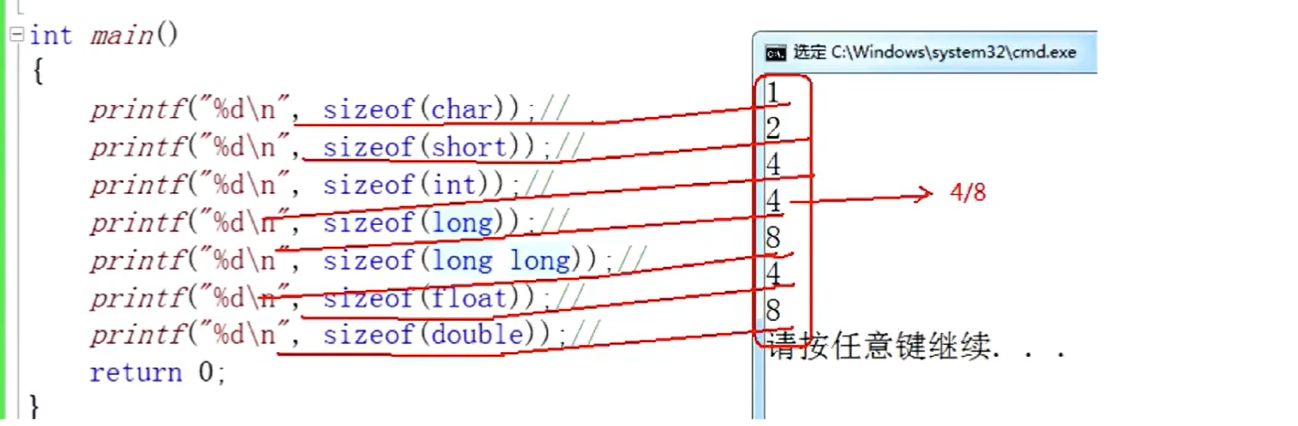 int main()
{
printf("%d\n", sizeof(char));//
printf("%d\n", sizeof(short));//
printf("%d\n", sizeof(int));//
printf("%d\n", sizeof(long));//
printf("%d\n", sizeof(long long));//
printf("%d\n", sizeof(float));//
printf("%d\n", sizeof(double));//
return 0;
}
选定 C:\Windows\system32\cmd.exe
1
2
4
4
8
4
8
请按任意键继续. . .
4/8